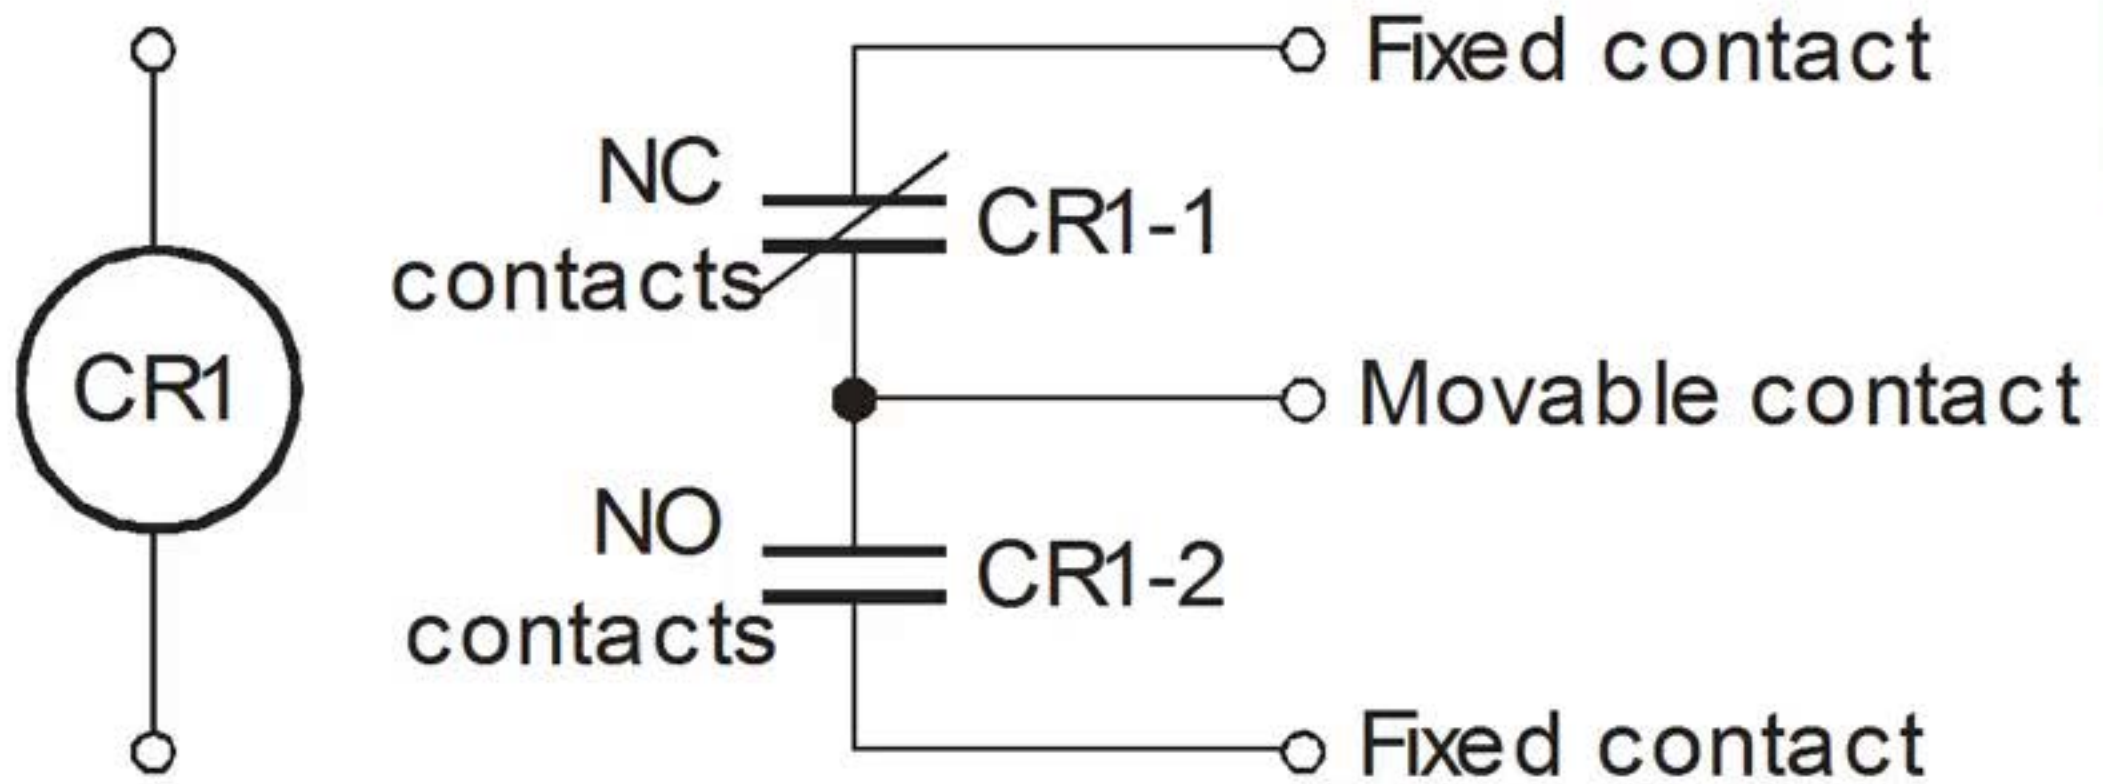 Fixed contact
NC
contacts
CR1-1
CR1
Movable contact
NO
contacts
CR1-2
Fixed contact